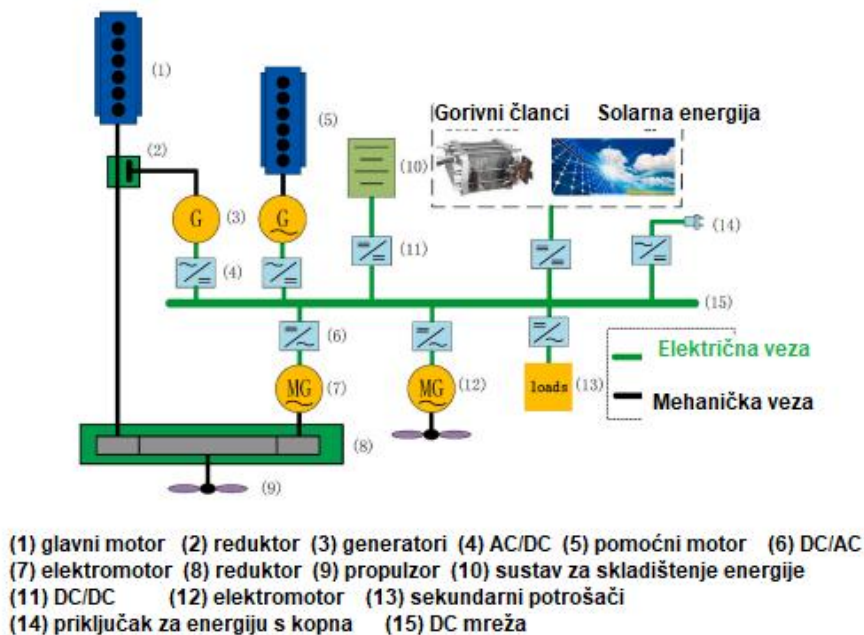 (1)
(5)
Gorivni članci Solarna energija
(2)
(10)
G
(3)
G
(14)
(11)
(4)
(15)
(6)
Električna veza
MG
(7)
MG
(12)
loads
(13)
Mehanička veza
(8)
(9)
(1) glavni motor (2) reduktor (3) generatori (4) AC/DC (5) pomoćni motor (6) DC/AC
(7) elektromotor (8) reduktor (9) propulzor (10) sustav za skladištenje energije
(11) DC/DC (12) elektromotor (13) sekundarni potrošači
(14) priključak za energiju s kopna (15) DC mreža